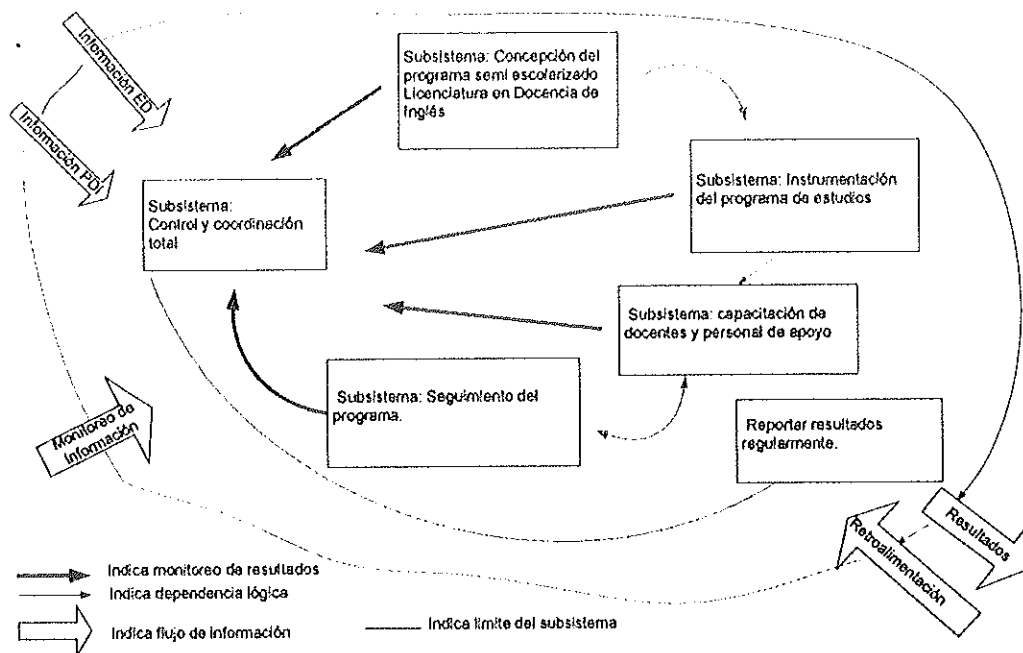 Información ED
Información PDI
Subsistema: Concepción del
programa semi escolarizado
Licenciatura en Docencia de
Inglés
Subsistema: Instrumentación
del programa de estudios
Subsistema:
Control y coordinación
total
Subsistema: capacitación de
docentes y personal de apoyo
Subsistema: Seguimiento del
programa.
Reportar resultados
regularmente.
Monitoreo de
información
Resultados
Retroalimentación
Indica monitoreo de resultados
Indica dependencia lógica
Indica flujo de información
Indica límite del subsistema